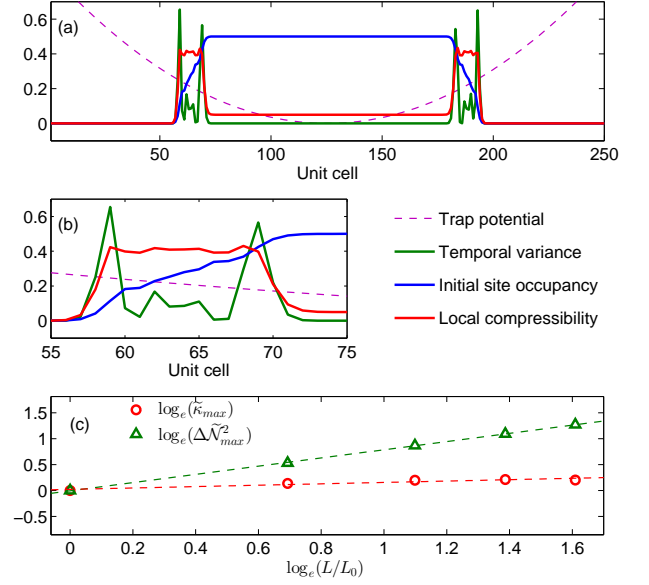 (a)
0.6
0.4
0.2
0
50
100
150
200
250
Unit cell
(b)
0.6
0.4
0.2
0
55
60
65
70
75
Unit cell
Trap potential
Temporal variance
Initial site occupancy
Local compressibility
(c)
1.5
1
0.5
0
−0.5
log_e(κ̃_max)
log_e(ΔÑ²_max)
0
0.2
0.4
0.6
0.8
1
1.2
1.4
1.6
log_e(L/L_0)